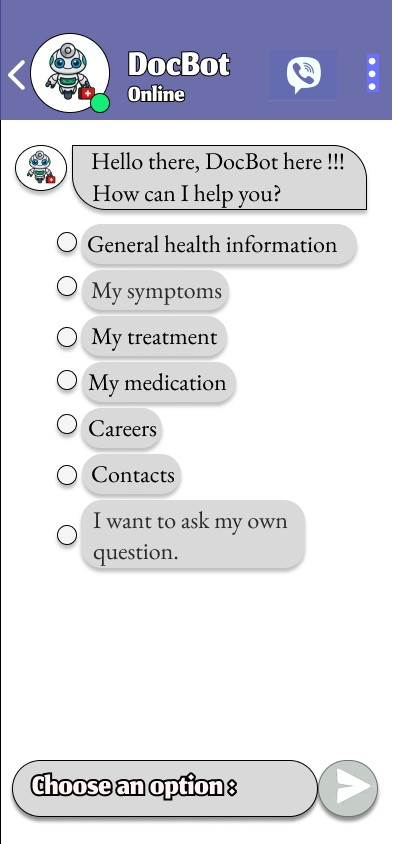 DocBot
Online
Hello there, DocBot here !!!
How can I help you?
General health information
My symptoms
My treatment
My medication
Careers
Contacts
I want to ask my own
question.
Choose an option :